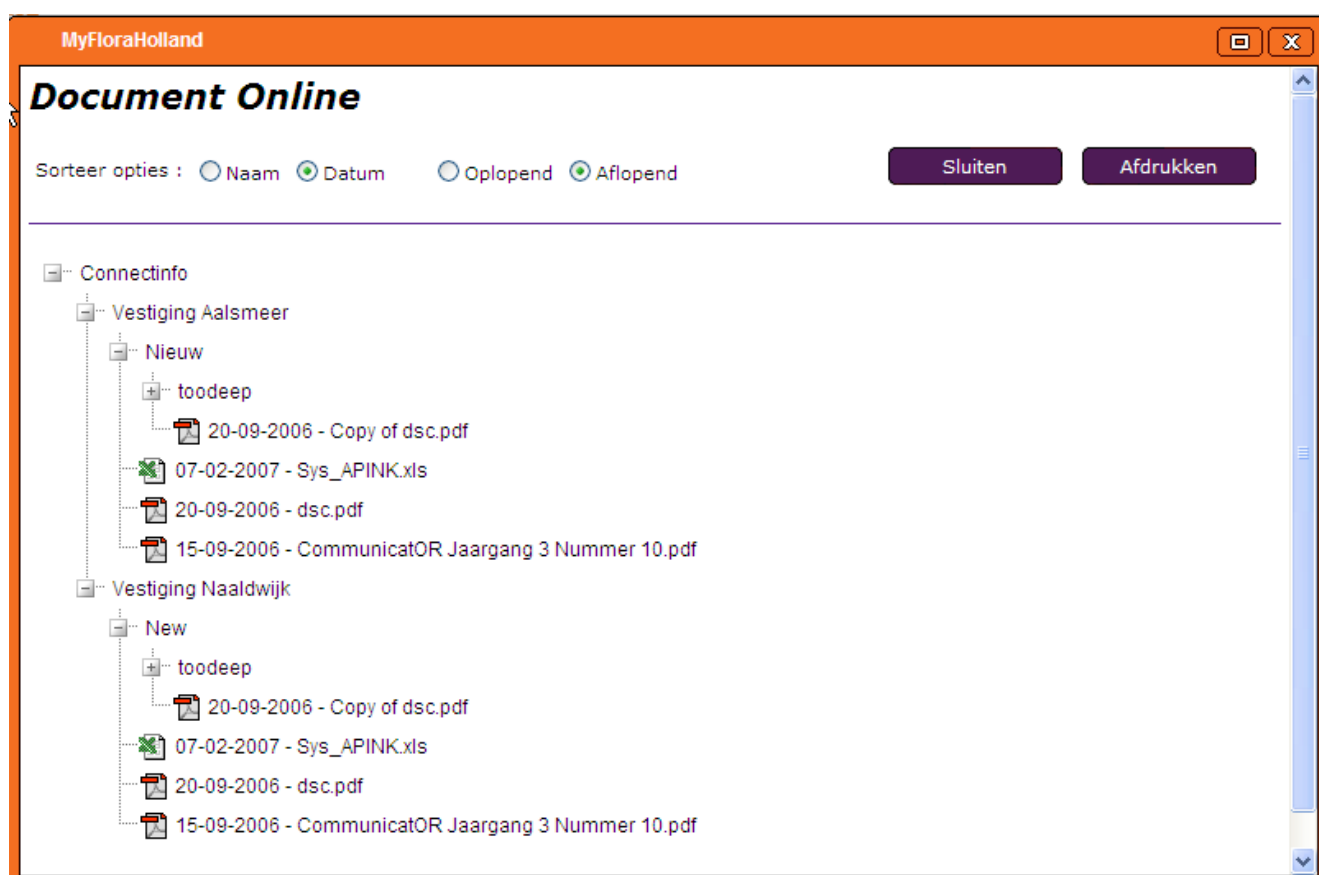 MyFloraHolland
Document Online
Sorteer opties : Naam Datum Oplopend Aflopend Sluiten Afdrukken
Connectinfo
Vestiging Aalsmeer
Nieuw
toodeep
20-09-2006 - Copy of dsc.pdf
07-02-2007 - Sys_APINK.xls
20-09-2006 - dsc.pdf
15-09-2006 - CommunicatOR Jaargang 3 Nummer 10.pdf
Vestiging Naaldwijk
New
toodeep
20-09-2006 - Copy of dsc.pdf
07-02-2007 - Sys_APINK.xls
20-09-2006 - dsc.pdf
15-09-2006 - CommunicatOR Jaargang 3 Nummer 10.pdf